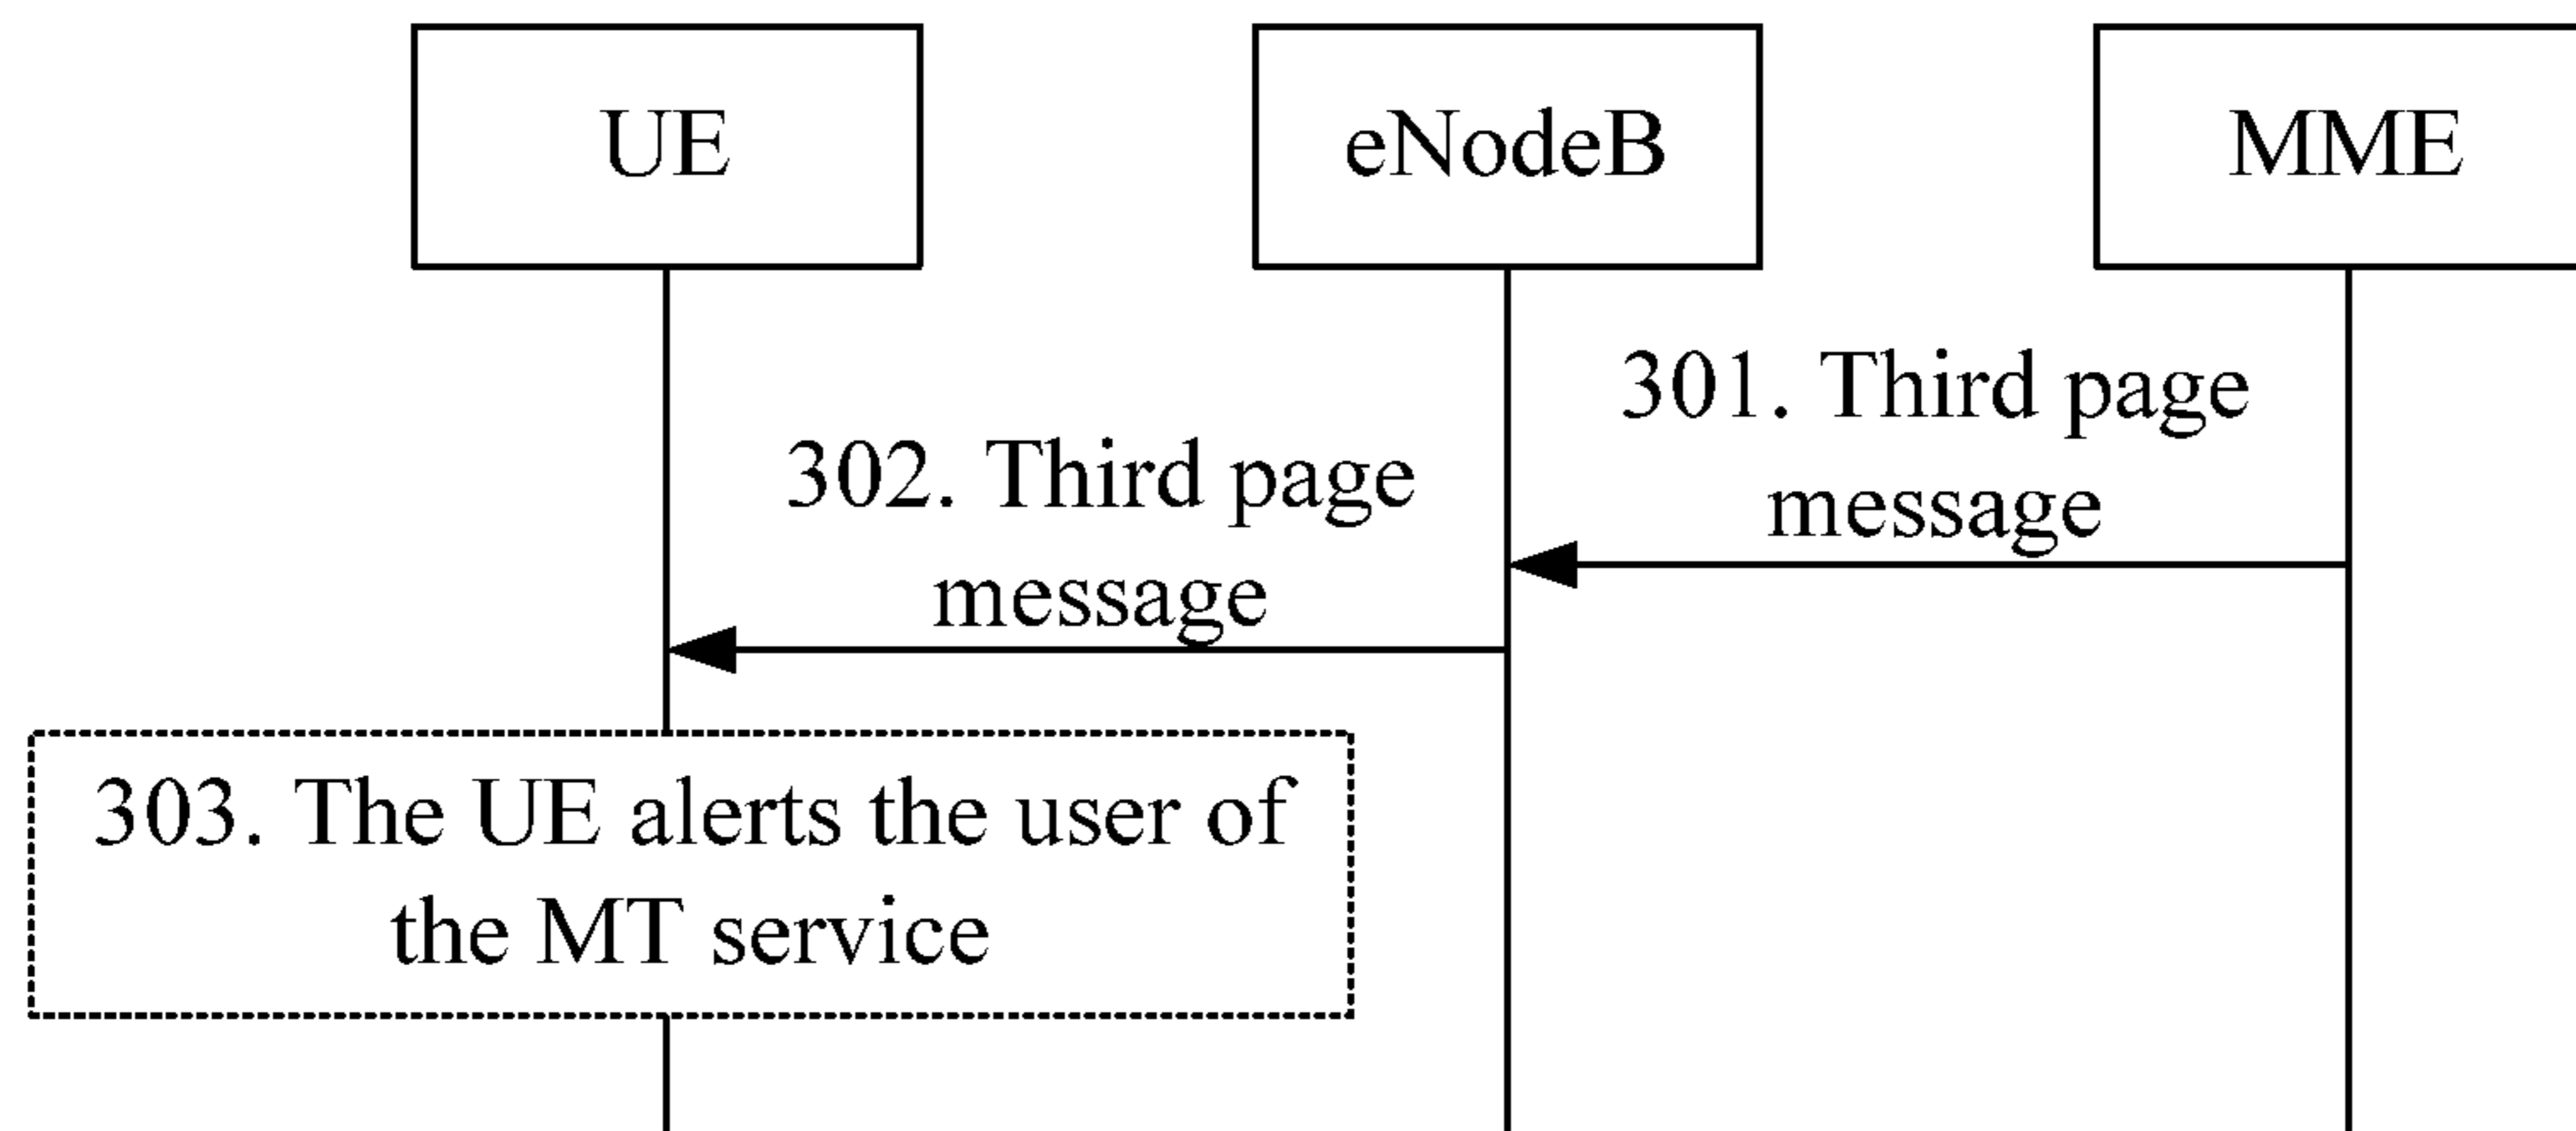 UE
eNodeB
MME
301. Third page
message
302. Third page
message
303. The UE alerts the user of
the MT service